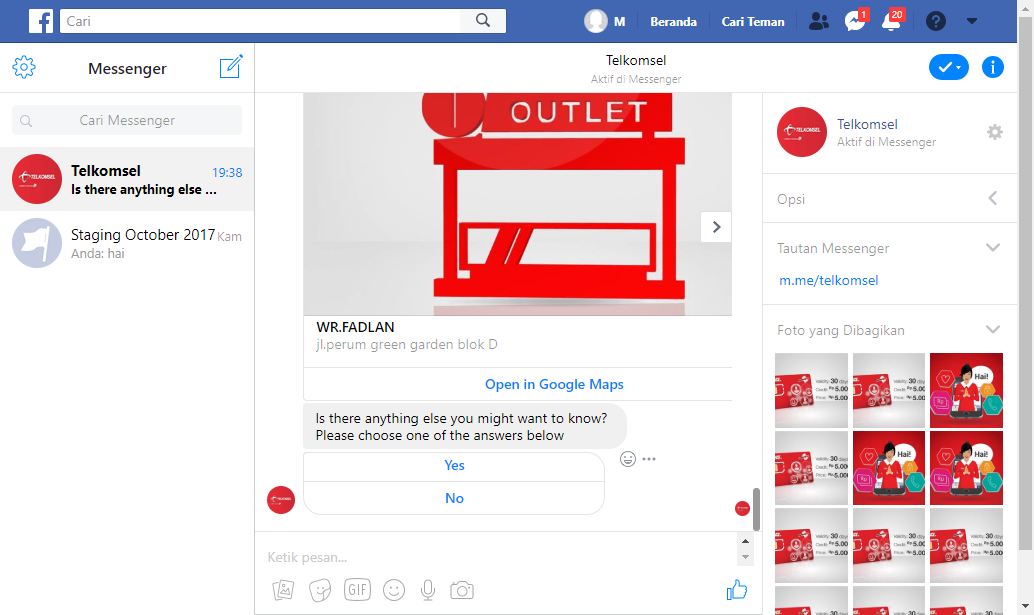 Cari
M
Beranda
Cari Teman
1
20
?
Messenger
Cari Messenger
Telkomsel
19:38
Is there anything else ...
Staging October 2017
Kam
Anda: hai
Telkomsel
Aktif di Messenger
OUTLET
WR.FADLAN
jl.perum green garden blok D
Open in Google Maps
Is there anything else you might want to know?
Please choose one of the answers below
Yes
No
Ketik pesan...
GIF
TELKOMSEL
Telkomsel
Aktif di Messenger
Opsi
Tautan Messenger
m.me/telkomsel
Foto yang Dibagikan
Hai!
Hai!
Hai!